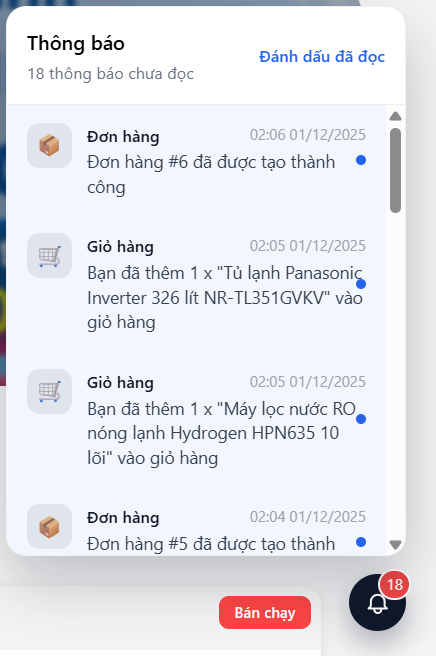 Thông báo
Đánh dấu đã đọc
18 thông báo chưa đọc
Đơn hàng
02:06 01/12/2025
Đơn hàng #6 đã được tạo thành
công
Giỏ hàng
02:05 01/12/2025
Bạn đã thêm 1 x "Tủ lạnh Panasonic
Inverter 326 lít NR-TL351GVKV" vào
giỏ hàng
Giỏ hàng
02:05 01/12/2025
Bạn đã thêm 1 x "Máy lọc nước RO
nóng lạnh Hydrogen HPN635 10
lõi" vào giỏ hàng
Đơn hàng
02:04 01/12/2025
Đơn hàng #5 đã được tạo thành
18
Bán chạy